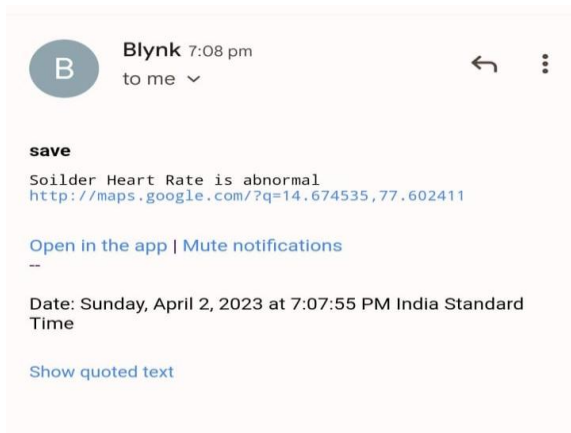 B
Blynk 7:08 pm
to me
save
Soilder Heart Rate is abnormal
http://maps.google.com/?q=14.674535,77.602411
Open in the app | Mute notifications
--
Date: Sunday, April 2, 2023 at 7:07:55 PM India Standard
Time
Show quoted text